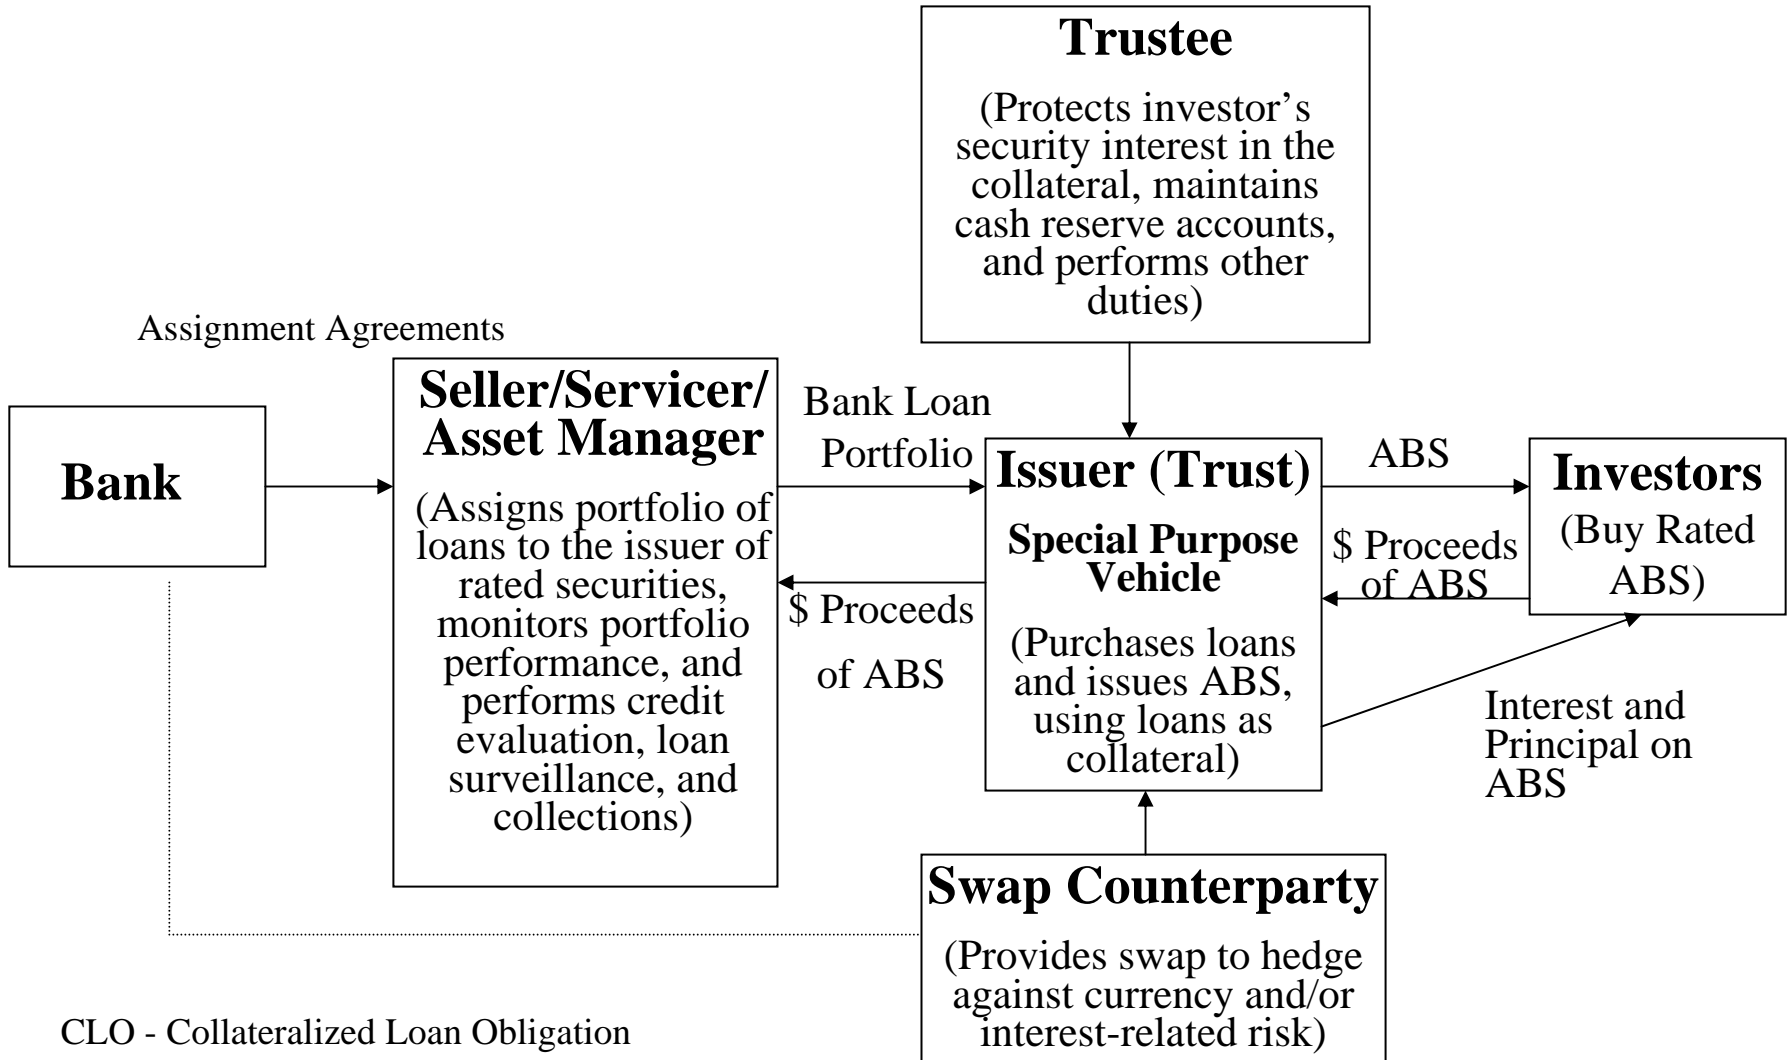 Trustee
(Protects investor’s
security interest in the
collateral, maintains
cash reserve accounts,
and performs other
duties)
Assignment Agreements
Bank
Seller/Servicer/
Asset Manager
(Assigns portfolio of
loans to the issuer of
rated securities,
monitors portfolio
performance, and
performs credit
evaluation, loan
surveillance, and
collections)
Bank Loan
Portfolio
$ Proceeds
of ABS
Issuer (Trust)
Special Purpose
Vehicle
(Purchases loans
and issues ABS,
using loans as
collateral)
ABS
$ Proceeds
of ABS
Investors
(Buy Rated
ABS)
Interest and
Principal on
ABS
Swap Counterparty
(Provides swap to hedge
against currency and/or
interest-related risk)
CLO - Collateralized Loan Obligation